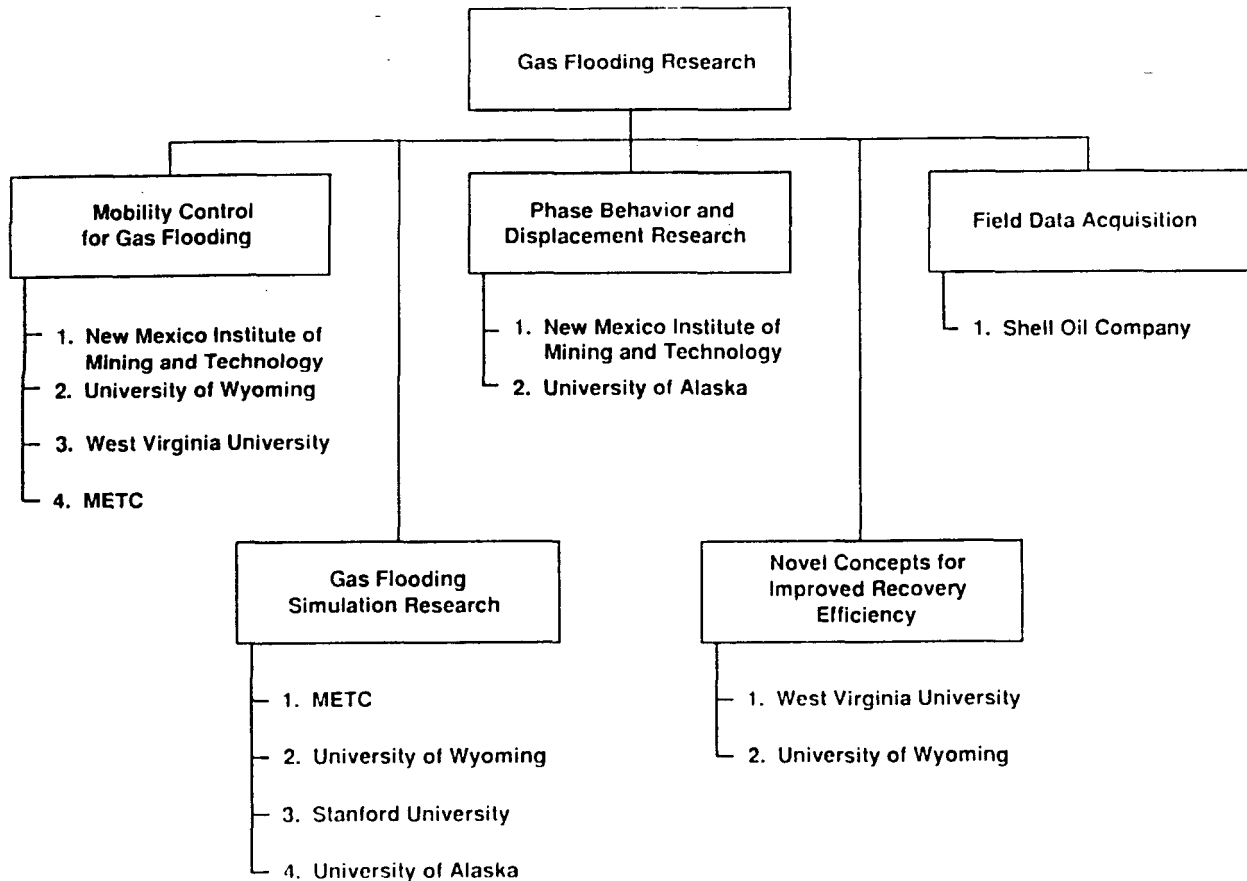 Gas Flooding Research
Mobility Control
for Gas Flooding
1. New Mexico Institute of
Mining and Technology
2. University of Wyoming
3. West Virginia University
4. METC
Phase Behavior and
Displacement Research
1. New Mexico Institute of
Mining and Technology
2. University of Alaska
Field Data Acquisition
1. Shell Oil Company
Gas Flooding
Simulation Research
1. METC
2. University of Wyoming
3. Stanford University
4. University of Alaska
Novel Concepts for
Improved Recovery
Efficiency
1. West Virginia University
2. University of Wyoming